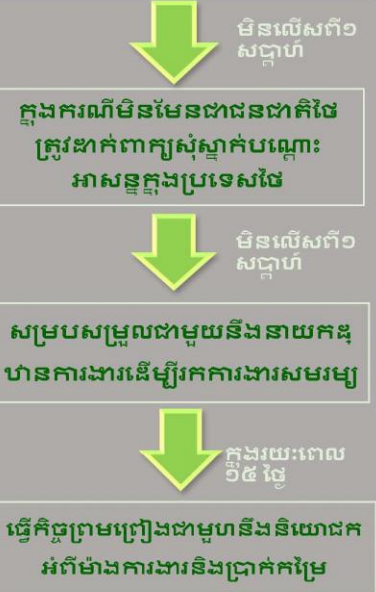 មិនលើសពី១
សប្តាហ៍
ក្នុងករណីមិនមែនជាជនជាតិថៃ
ត្រូវដាក់ពាក្យសុំស្នាក់បណ្តោះ
អាសន្នក្នុងប្រទេសថៃ
មិនលើសពី១
សប្តាហ៍
សម្របសម្រួលជាមួយនឹងនាយកដ្
ឋានការងារដើម្បីរកការងារសមរម្យ
ក្នុងរយៈពេល
១៥ ថ្ងៃ
ធ្វើកិច្ចព្រមព្រៀងជាមួហនឹងនិយោជក
អំពីម៉ាងការងារនិងប្រាក់កម្រៃ